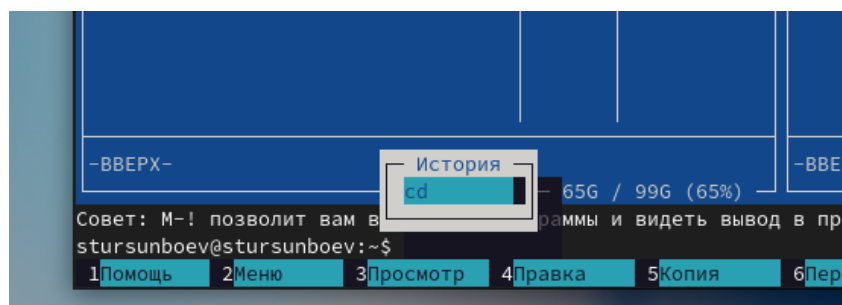 -ВВЕРХ-
История
-ВВЕ
cd
65G / 99G (65%)
Совет: M-! позволит вам в раммы и видеть вывод в пр
stursunboev@stursunboev:~$
1Помощь 2Меню 3Просмотр 4Правка 5Копия 6Пер